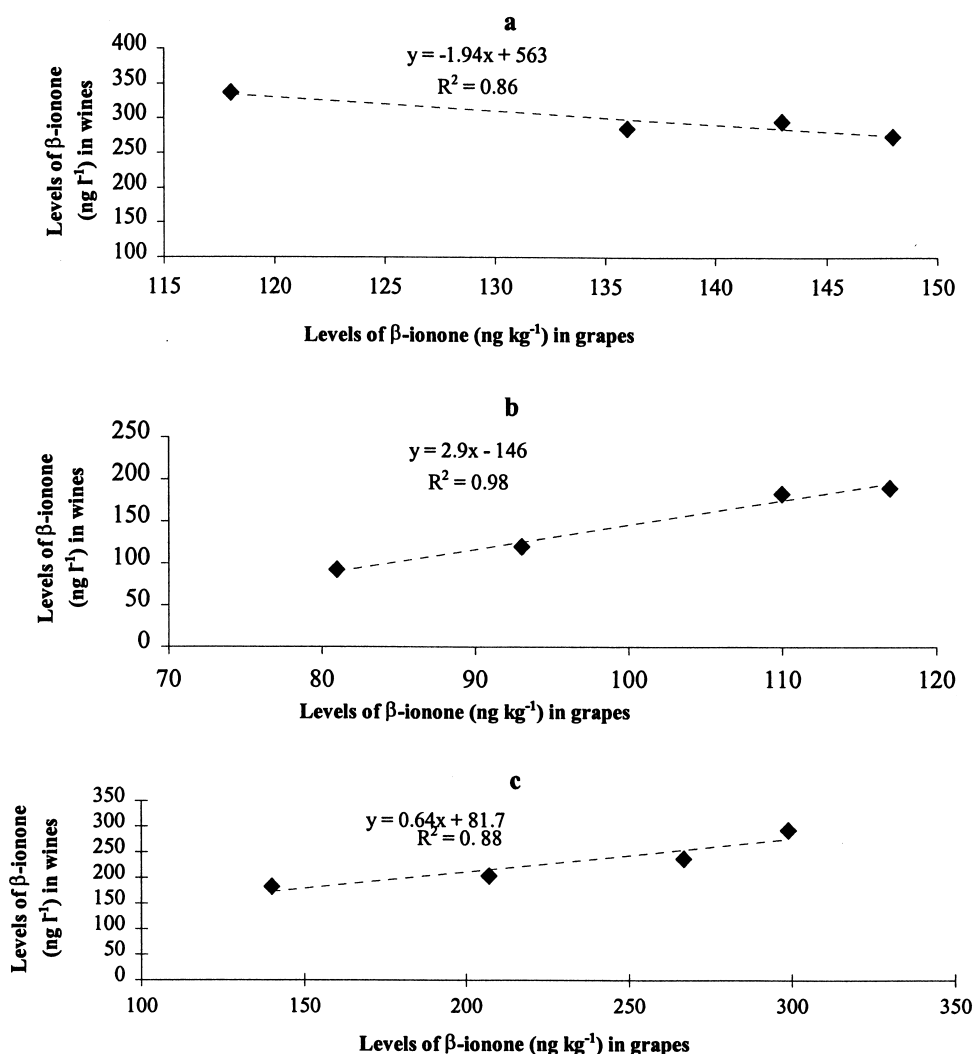 a
y = -1.94x + 563
R² = 0.86
Levels of β-ionone
(ng l⁻¹) in wines
400
350
300
250
200
150
100
115 120 125 130 135 140 145 150
Levels of β-ionone (ng kg⁻¹) in grapes
b
y = 2.9x - 146
R² = 0.98
Levels of β-ionone
(ng l⁻¹) in wines
250
200
150
100
50
0
70 80 90 100 110 120
Levels of β-ionone (ng kg⁻¹) in grapes
c
y = 0.64x + 81.7
R² = 0. 88
Levels of β-ionone
(ng l⁻¹) in wines
350
300
250
200
150
100
50
0
100 150 200 250 300 350
Levels of β-ionone (ng kg⁻¹) in grapes